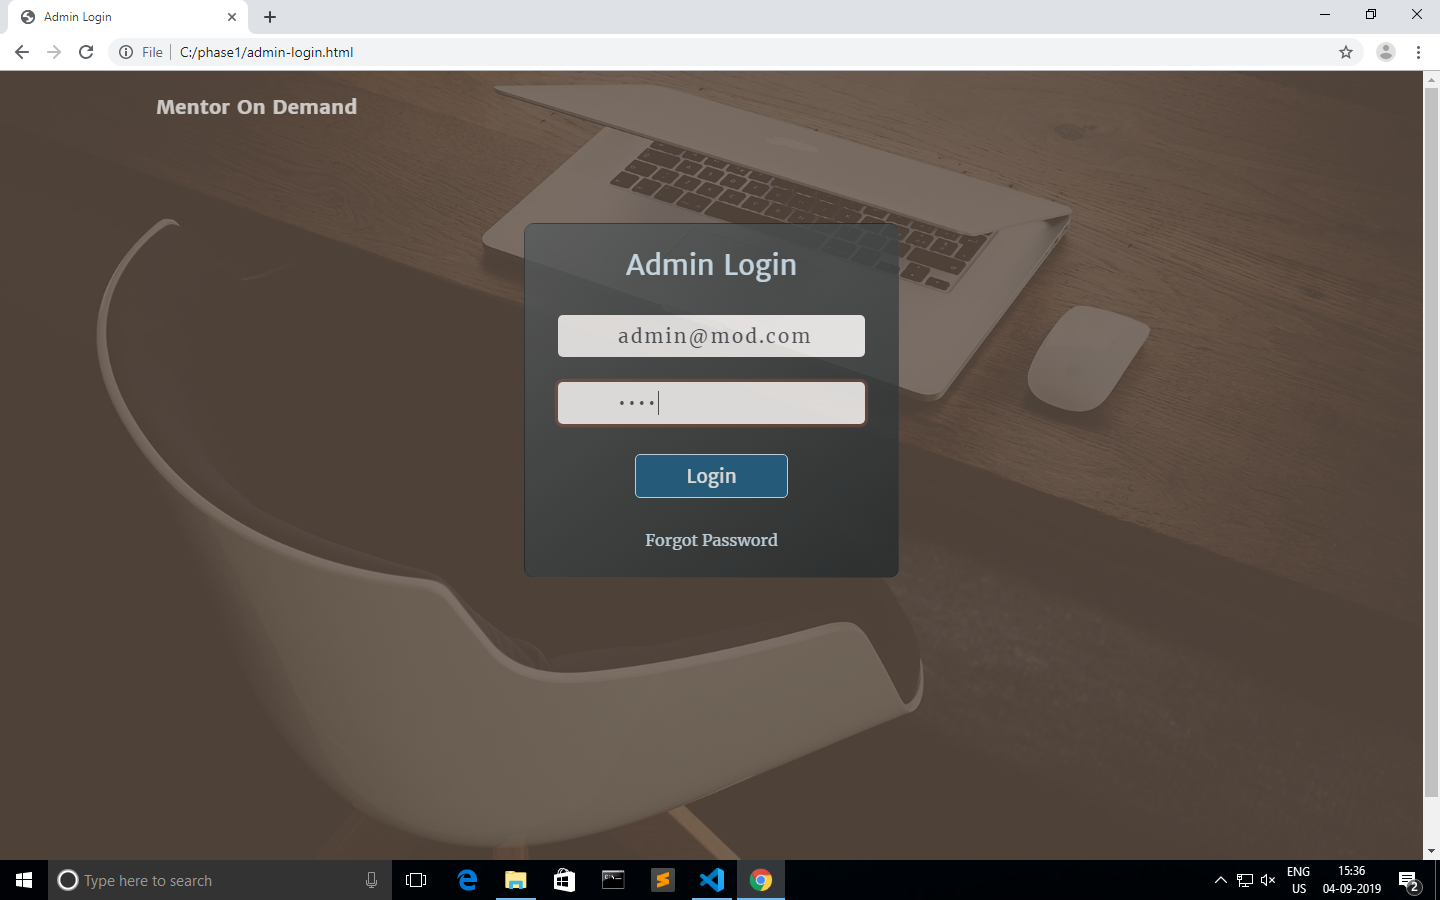 Admin Login
File C:/phase1/admin-login.html
Mentor On Demand
Admin Login
admin@mod.com
••••
Login
Forgot Password
Type here to search
ENG
US
15:36
04-09-2019
2